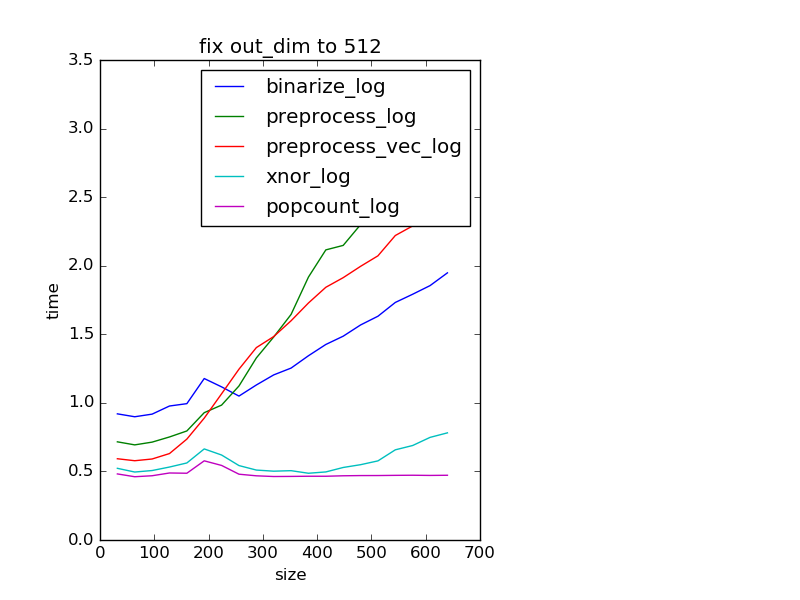 fix out_dim to 512
3.5
3.0
2.5
2.0
1.5
1.0
0.5
0.0
time
binarize_log
preprocess_log
preprocess_vec_log
xnor_log
popcount_log
0 100 200 300 400 500 600 700
size